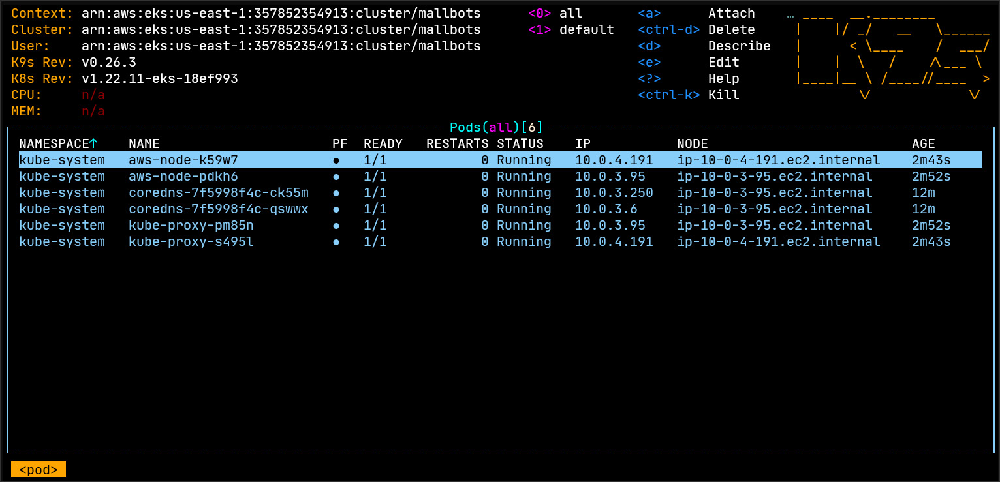 Context: arn:aws:eks:us-east-1:357852354913:cluster/mallbots <0> all <a> Attach …
Cluster: arn:aws:eks:us-east-1:357852354913:cluster/mallbots <1> default <ctrl-d> Delete
User: arn:aws:eks:us-east-1:357852354913:cluster/mallbots <d> Describe
K9s Rev: v0.26.3 <e> Edit
K8s Rev: v1.22.11-eks-18ef993 <?> Help
CPU: n/a <ctrl-k> Kill
MEM: n/a
Pods(all)[6]
NAMESPACE↑ NAME PF READY RESTARTS STATUS IP NODE AGE
kube-system aws-node-k59w7 ● 1/1 0 Running 10.0.4.191 ip-10-0-4-191.ec2.internal 2m43s
kube-system aws-node-pdkh6 ● 1/1 0 Running 10.0.3.95 ip-10-0-3-95.ec2.internal 2m52s
kube-system coredns-7f5998f4c-ck55m ● 1/1 0 Running 10.0.3.250 ip-10-0-3-95.ec2.internal 12m
kube-system coredns-7f5998f4c-qswwx ● 1/1 0 Running 10.0.3.6 ip-10-0-3-95.ec2.internal 12m
kube-system kube-proxy-pm85n ● 1/1 0 Running 10.0.3.95 ip-10-0-3-95.ec2.internal 2m52s
kube-system kube-proxy-s495l ● 1/1 0 Running 10.0.4.191 ip-10-0-4-191.ec2.internal 2m43s
<pod>